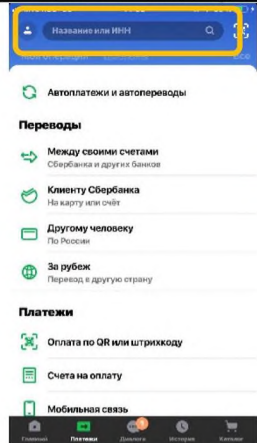 Название или ИНН
Все
Автоплатежи и автопереводы
Переводы
Между своими счетами
Сбербанка и других банков
Клиенту Сбербанка
На карту или счёт
Другому человеку
По России
За рубеж
Перевод в другую страну
Платежи
Оплата по QR или штрихкоду
Счета на оплату
Мобильная связь
Главный
Платежи
Диалоги
История
Каталог